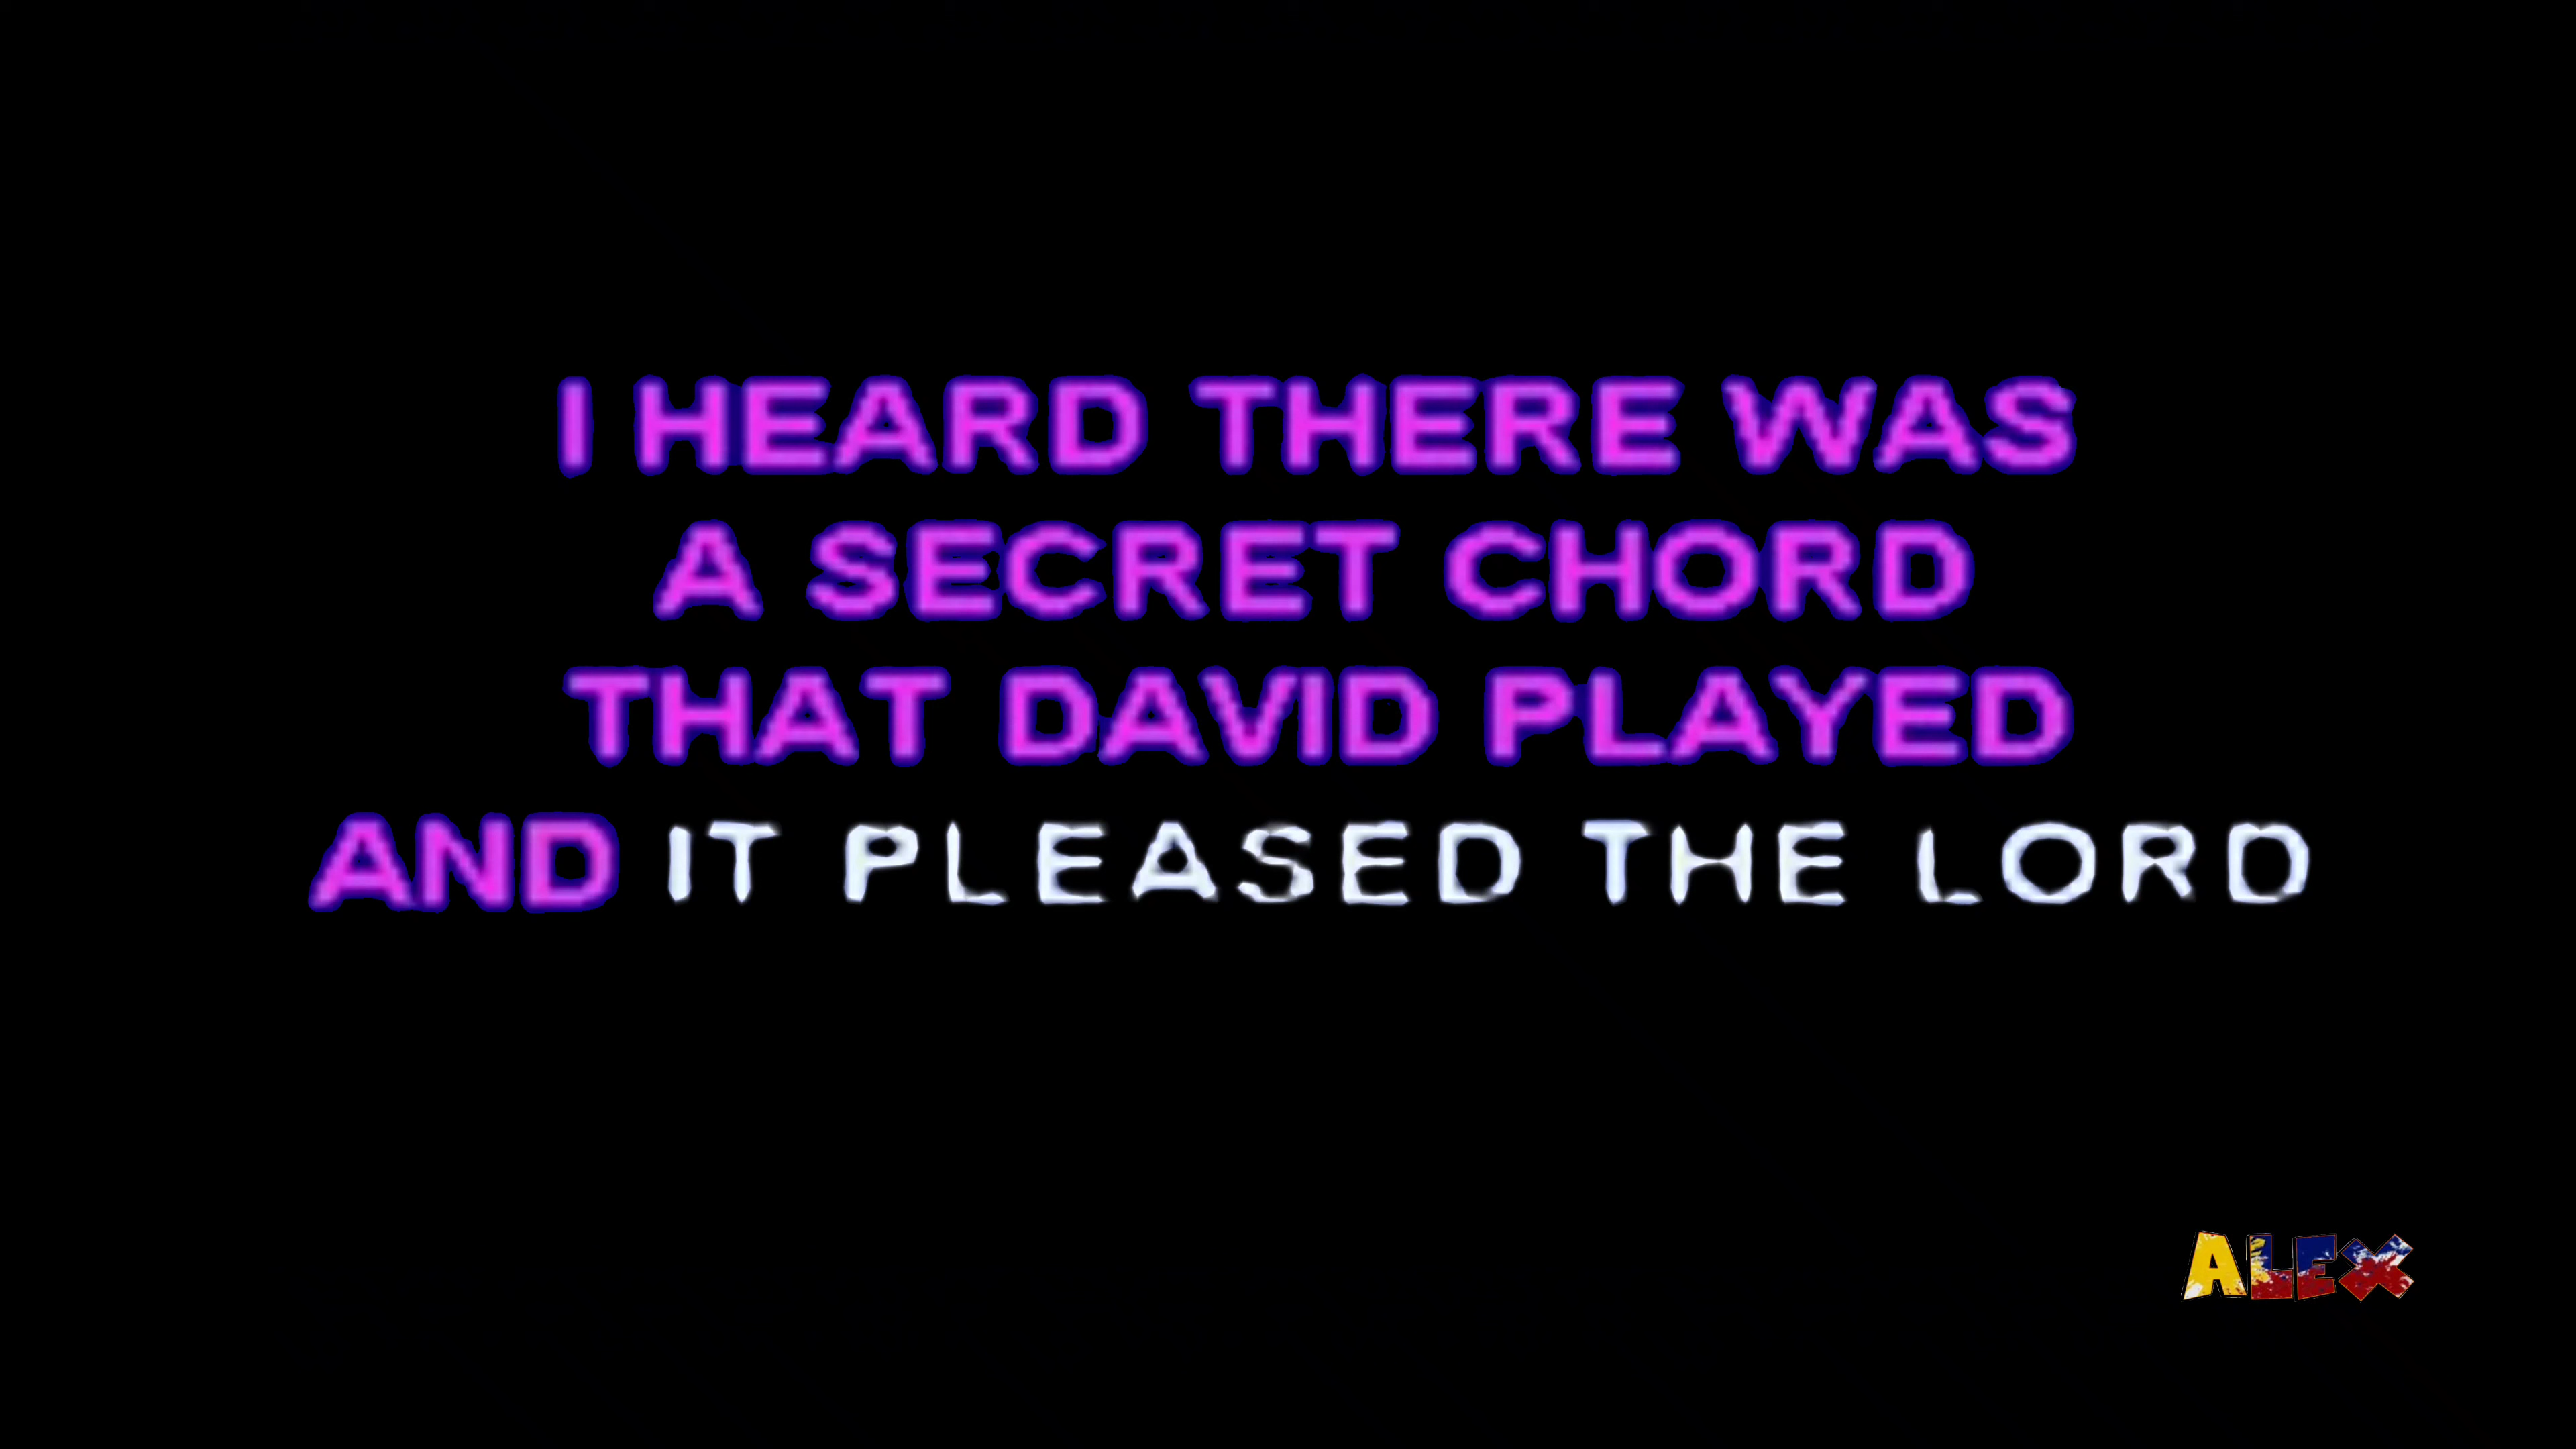 I HEARD THERE WAS
A SECRET CHORD
THAT DAVID PLAYED
AND IT PLEASED THE LORD
ALEX